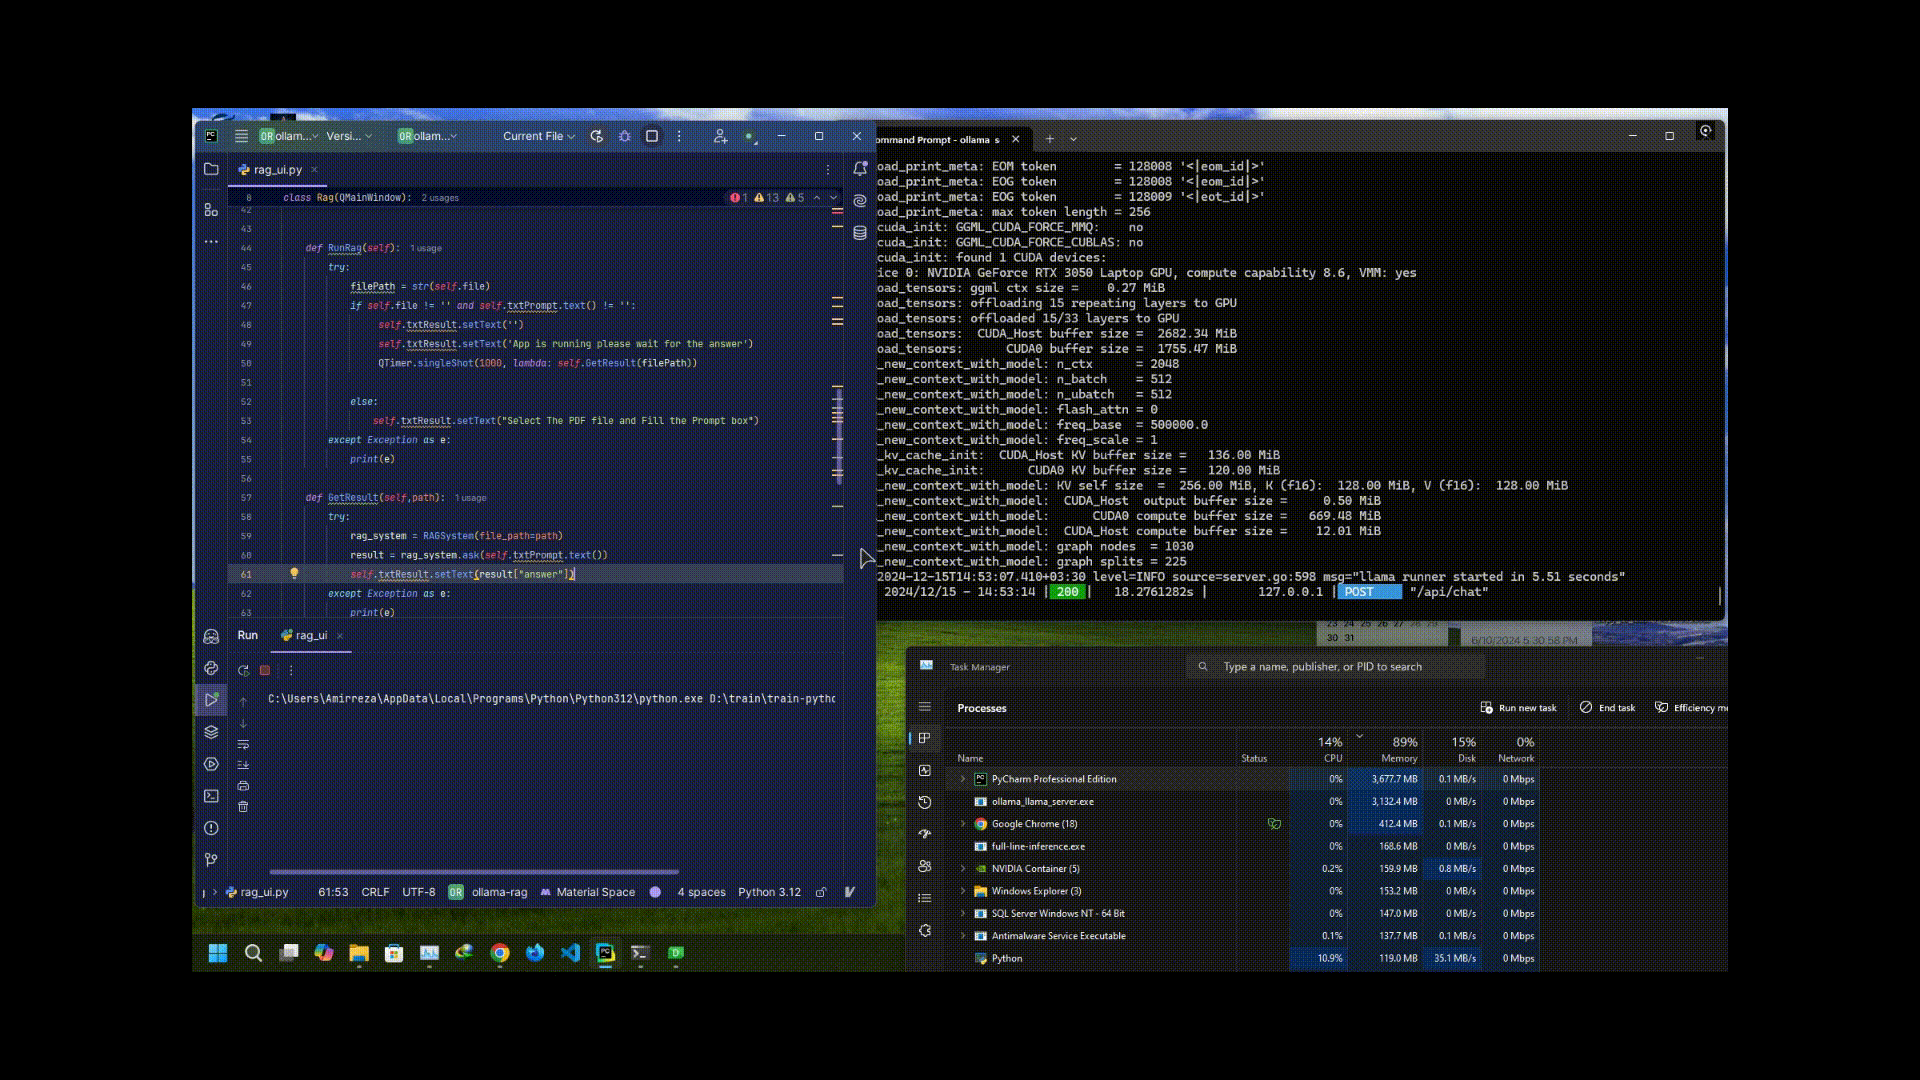 ollam...
Versi...
ollam...
Current File
rag_ui.py
8 class Rag(QMainWindow): 2 usages
1 13 5
42
43
44 def RunRag(self): 1 usage
45 try:
46 filePath = str(self.file)
47 if self.file != '' and self.txtPrompt.text() != '':
48 self.txtResult.setText('')
49 self.txtResult.setText('App is running please wait for the answer')
50 QTimer.singleShot(1000, lambda: self.GetResult(filePath))
51
52 else:
53 self.txtResult.setText("Select The PDF file and Fill the Prompt box")
54 except Exception as e:
55 print(e)
56
57 def GetResult(self,path): 1 usage
58 try:
59 rag_system = RAGSystem(file_path=path)
60 result = rag_system.ask(self.txtPrompt.text())
61 self.txtResult.setText(result["answer"])
62 except Exception as e:
63 print(e)
Run
rag_ui
C:\Users\Amirreza\AppData\Local\Programs\Python\Python312\python.exe D:\train\train-pytho
rag_ui.py
61:53
CRLF
UTF-8
OR
ollama-rag
Material Space
4 spaces
Python 3.12
ommand Prompt - ollama s
oad_print_meta: EOM token = 128008 '<|eom_id|>'
oad_print_meta: EOG token = 128008 '<|eom_id|>'
oad_print_meta: EOG token = 128009 '<|eot_id|>'
oad_print_meta: max token length = 256
cuda_init: GGML_CUDA_FORCE_MMQ: no
cuda_init: GGML_CUDA_FORCE_CUBLAS: no
cuda_init: found 1 CUDA devices:
ice 0: NVIDIA GeForce RTX 3050 Laptop GPU, compute capability 8.6, VMM: yes
oad_tensors: ggml ctx size = 0.27 MiB
oad_tensors: offloading 15 repeating layers to GPU
oad_tensors: offloaded 15/33 layers to GPU
oad_tensors: CUDA_Host buffer size = 2682.34 MiB
oad_tensors: CUDA0 buffer size = 1755.47 MiB
_new_context_with_model: n_ctx = 2048
_new_context_with_model: n_batch = 512
_new_context_with_model: n_ubatch = 512
_new_context_with_model: flash_attn = 0
_new_context_with_model: freq_base = 500000.0
_new_context_with_model: freq_scale = 1
_kv_cache_init: CUDA_Host KV buffer size = 136.00 MiB
_kv_cache_init: CUDA0 KV buffer size = 120.00 MiB
_new_context_with_model: KV self size = 256.00 MiB, K (f16): 128.00 MiB, V (f16): 128.00 MiB
_new_context_with_model: CUDA_Host output buffer size = 0.50 MiB
_new_context_with_model: CUDA0 compute buffer size = 669.48 MiB
_new_context_with_model: CUDA_Host compute buffer size = 12.01 MiB
_new_context_with_model: graph nodes = 1030
_new_context_with_model: graph splits = 225
2024-12-15T14:53:07.410+03:30 level=INFO source=server.go:598 msg="llama runner started in 5.51 seconds"
2024/12/15 - 14:53:14 | 200 | 18.2761282s | 127.0.0.1 | POST "/api/chat"
23 24 25 26 27 28 29
30 31
6/10/2024 5:30:58 PM
Task Manager
Type a name, publisher, or PID to search
Processes
Run new task
End task
Efficiency mo
14% 89% 15% 0%
Name Status CPU Memory Disk Network
PyCharm Professional Edition 0% 3,677.7 MB 0.1 MB/s 0 Mbps
ollama_llama_server.exe 0% 3,132.4 MB 0 MB/s 0 Mbps
Google Chrome (18) 0% 412.4 MB 0.1 MB/s 0 Mbps
full-line-inference.exe 0% 168.6 MB 0 MB/s 0 Mbps
NVIDIA Container (5) 0.2% 159.9 MB 0.8 MB/s 0 Mbps
Windows Explorer (3) 0% 153.2 MB 0 MB/s 0 Mbps
SQL Server Windows NT - 64 Bit 0% 147.0 MB 0 MB/s 0 Mbps
Antimalware Service Executable 0.1% 137.7 MB 0.1 MB/s 0 Mbps
Python 10.9% 119.0 MB 35.1 MB/s 0 Mbps